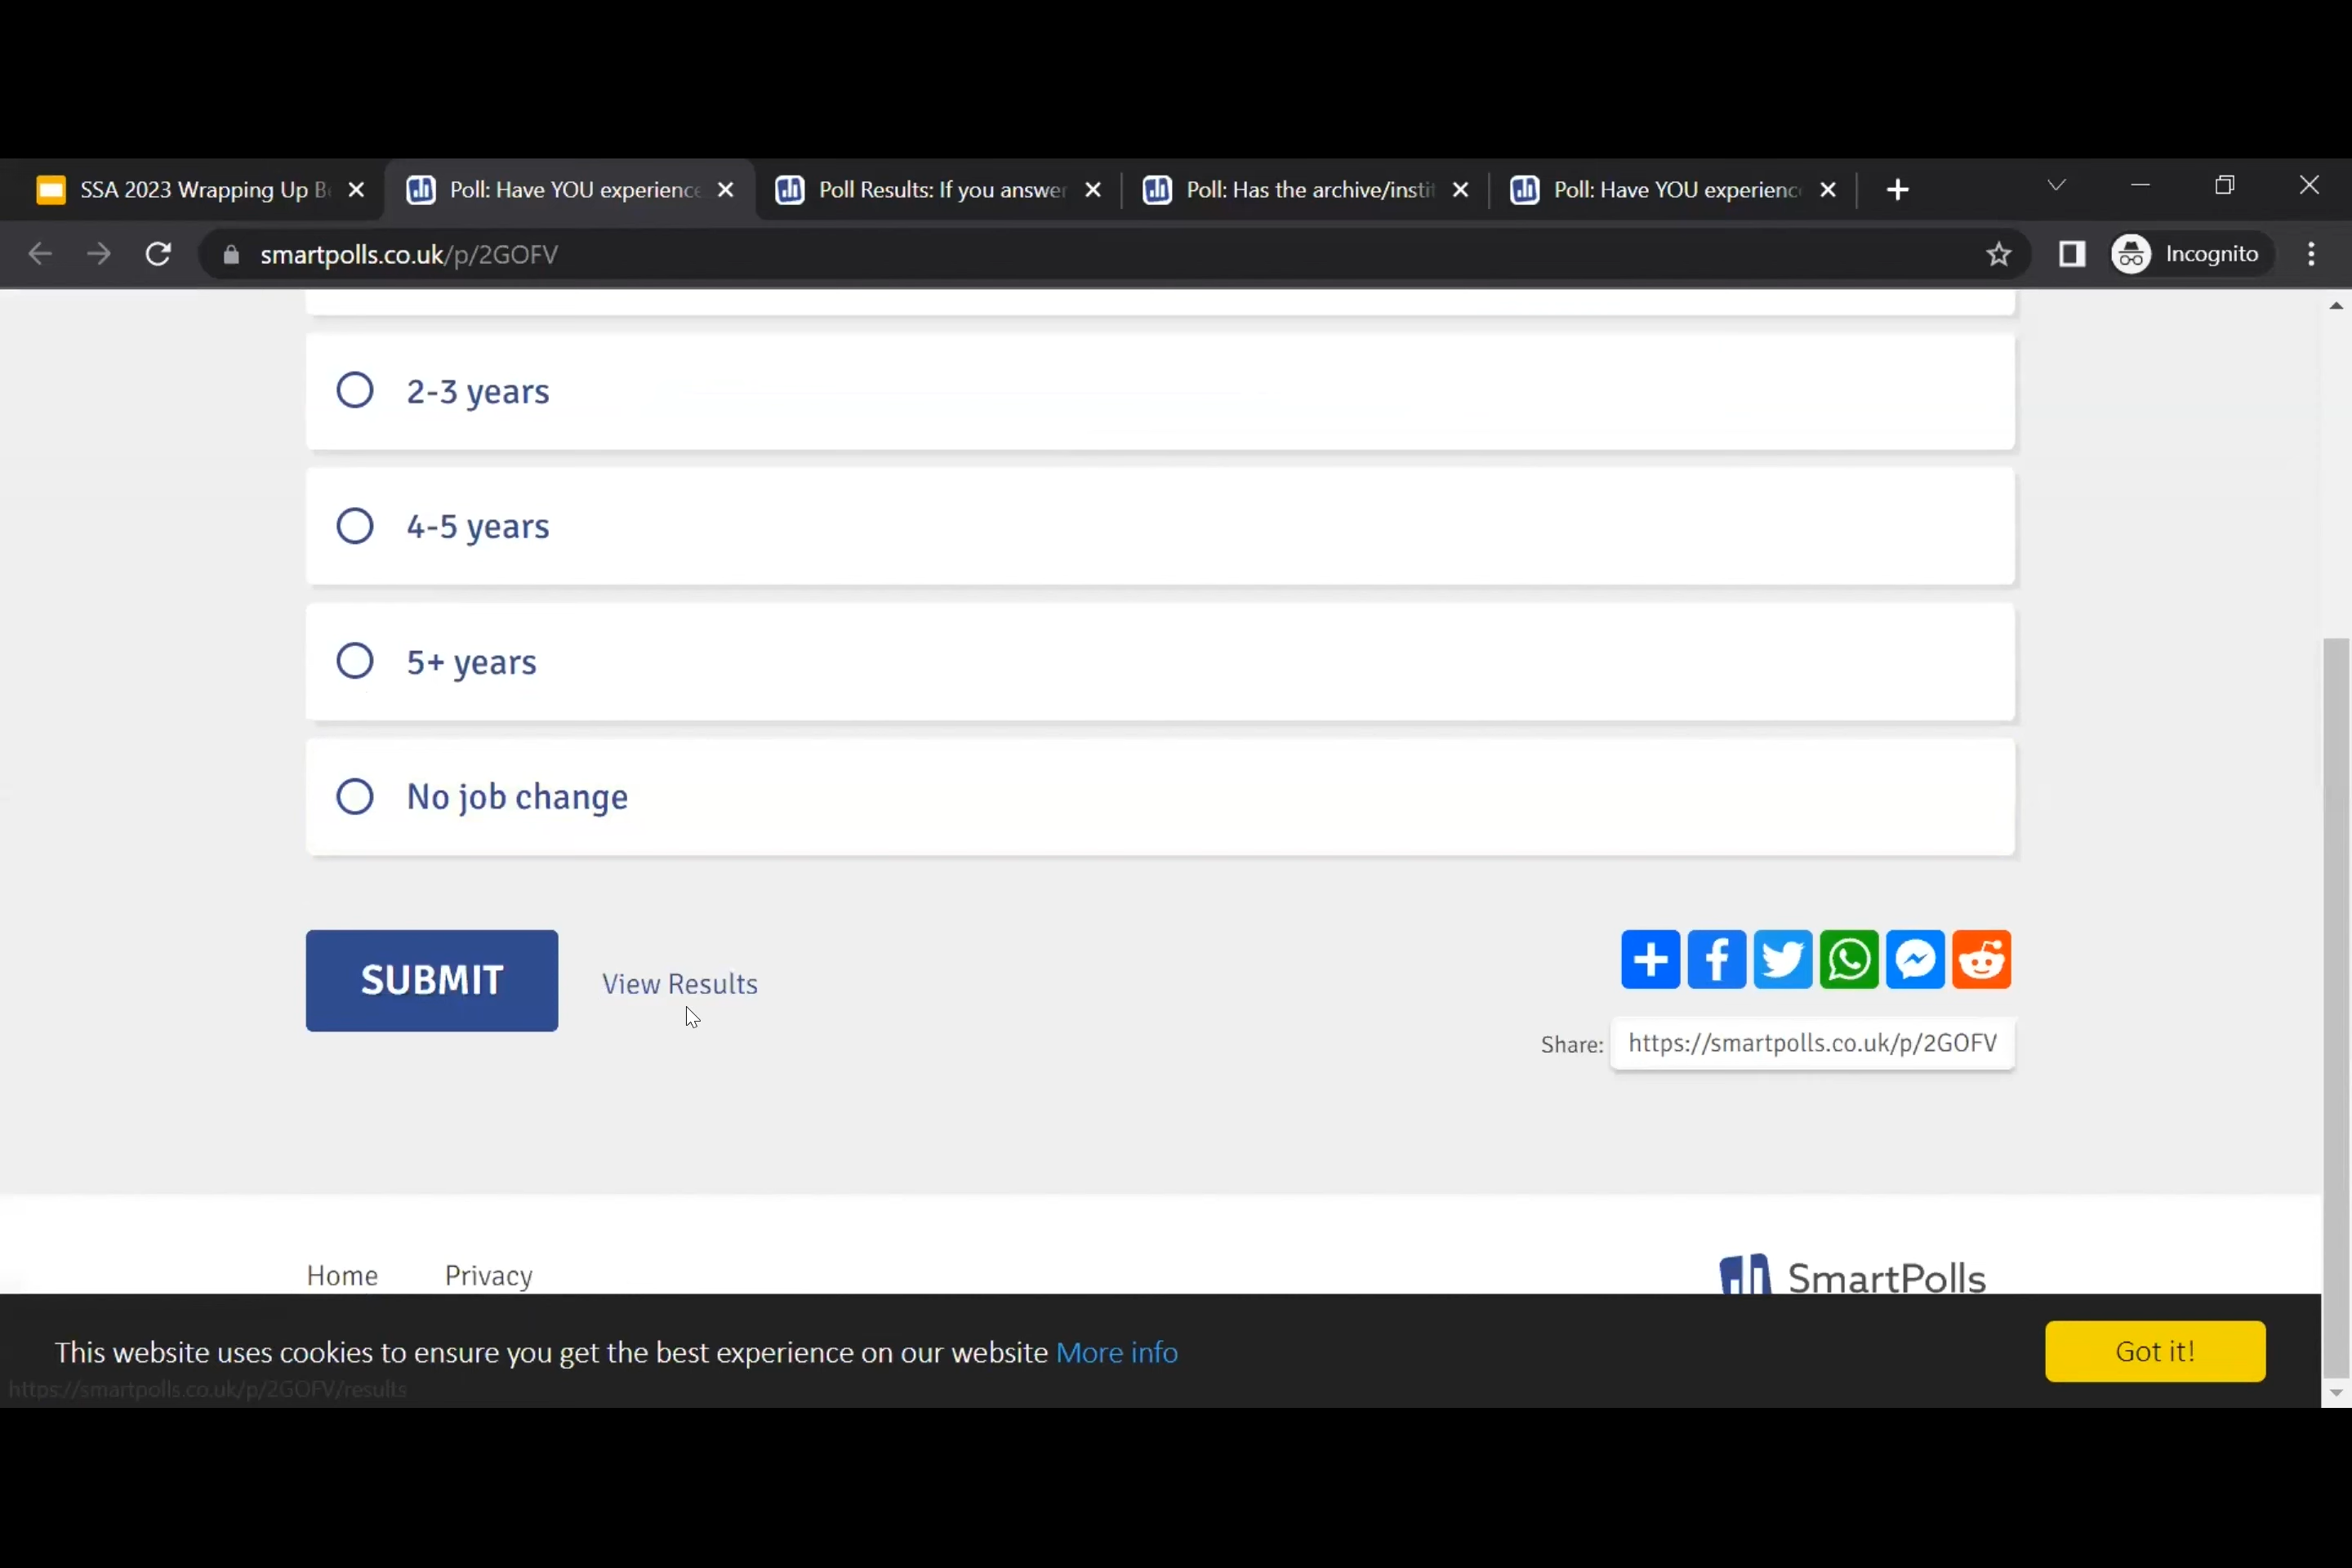 SSA 2023 Wrapping Up Be
Poll: Have YOU experience
Poll Results: If you answer
Poll: Has the archive/instit
Poll: Have YOU experienc
smartpolls.co.uk/p/2GOFV
Incognito
2-3 years
4-5 years
5+ years
No job change
SUBMIT
View Results
Share:
https://smartpolls.co.uk/p/2GOFV
Home
Privacy
SmartPolls
This website uses cookies to ensure you get the best experience on our website More info
Got it!
https://smartpolls.co.uk/p/2GOFV/results